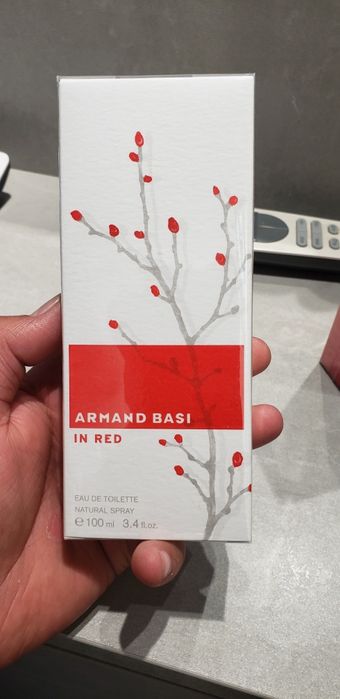 ARMAND BASI
IN RED
EAU DE TOILETTE
NATURAL SPRAY
℮ 100 ml 3.4 fl.oz.